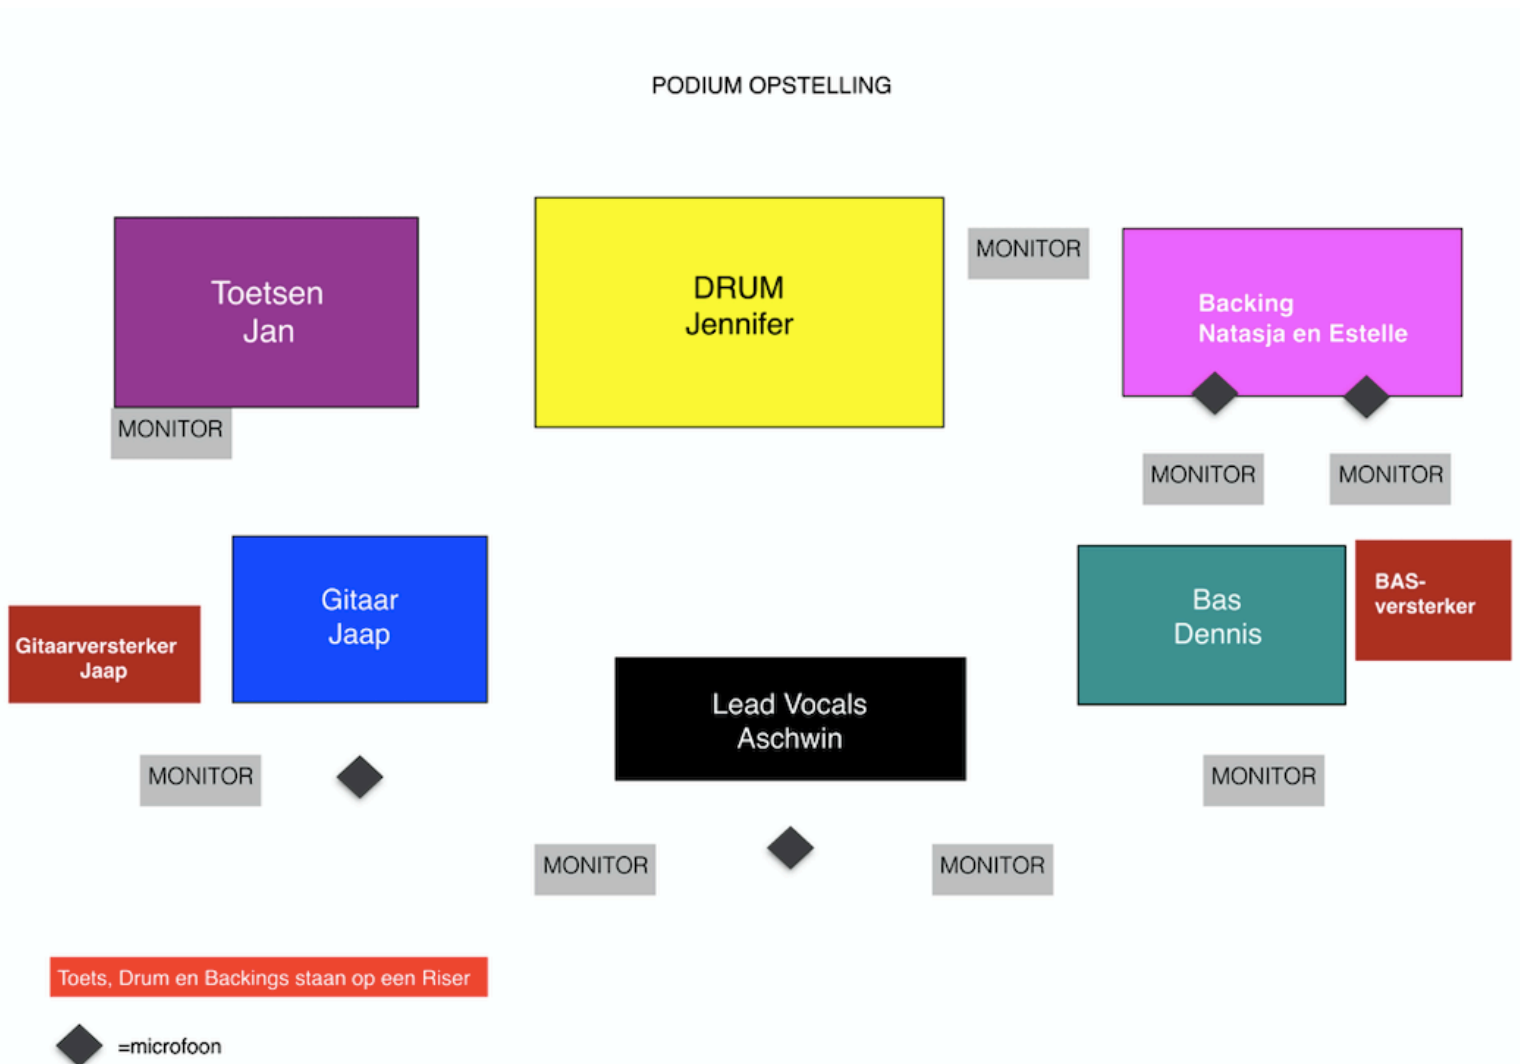 PODIUM OPSTELLING
Toetsen
Jan
MONITOR
DRUM
Jennifer
MONITOR
Backing
Natasja en Estelle
MONITOR
MONITOR
Gitaarversterker
Jaap
Gitaar
Jaap
MONITOR
Lead Vocals
Aschwin
MONITOR
MONITOR
Bas
Dennis
BAS-
versterker
MONITOR
Toets, Drum en Backings staan op een Riser
=microfoon